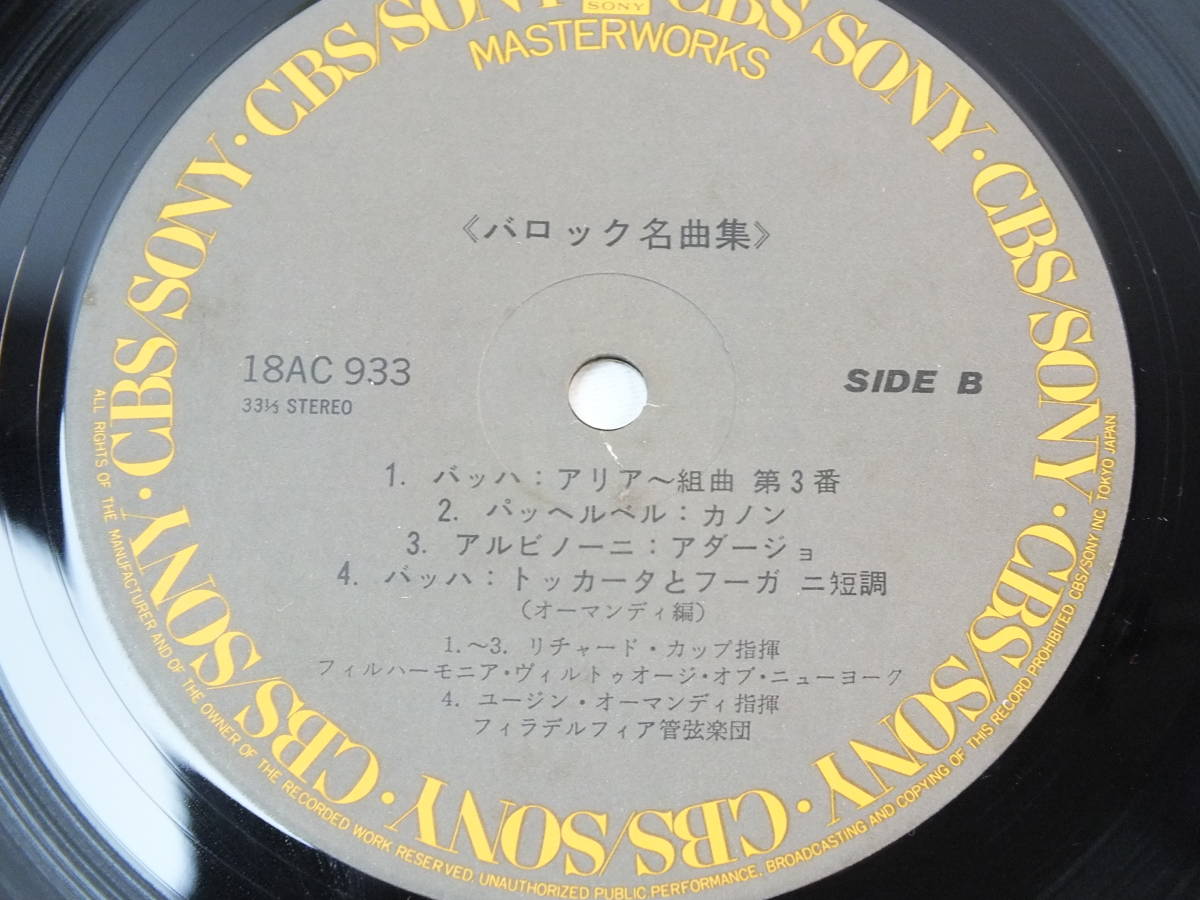 CBS/SONY · CBS/SONY · CBS/SONY · CBS/SONY · CBS/SONY · CBS/SONY · CBS/SONY · CBS/SONY · CBS/SONY
SONY
MASTERWORKS
《バロック名曲集》
18AC 933
33⅓ STEREO
SIDE B
1. バッハ：アリア〜組曲 第3番
2. パッヘルベル：カノン
3. アルビノーニ：アダージョ
4. バッハ：トッカータとフーガ ニ短調
（オーマンディ編）
1.〜3. リチャード・カップ指揮
フィルハーモニア・ヴィルトゥオージ・オブ・ニューヨーク
4. ユージン・オーマンディ指揮
フィラデルフィア管弦楽団
ALL RIGHTS OF THE MANUFACTURER AND OF THE OWNER OF THE RECORDED WORK RESERVED. UNAUTHORIZED PUBLIC PERFORMANCE, BROADCASTING AND COPYING OF THIS RECORD PROHIBITED CBS/SONY INC. TOKYO JAPAN